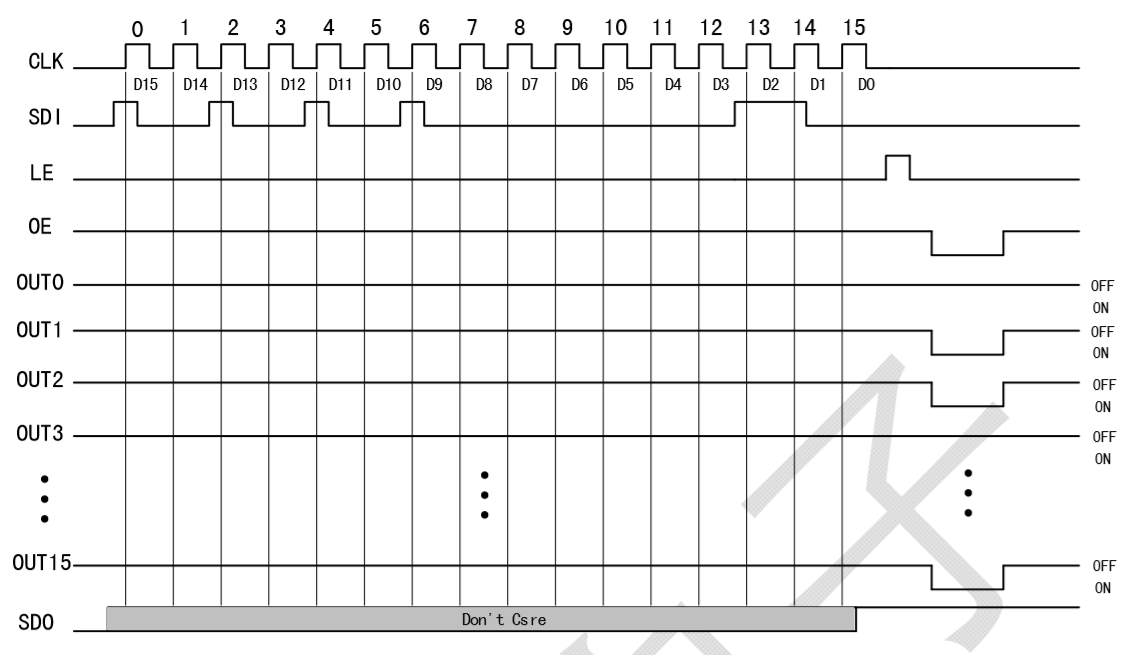 0 1 2 3 4 5 6 7 8 9 10 11 12 13 14 15
CLK
D15 D14 D13 D12 D11 D10 D9 D8 D7 D6 D5 D4 D3 D2 D1 D0
SDI
LE
OE
OUT0 OFF
ON
OUT1 OFF
ON
OUT2 OFF
ON
OUT3 OFF
ON
OUT15 OFF
ON
SDO Don't Csre